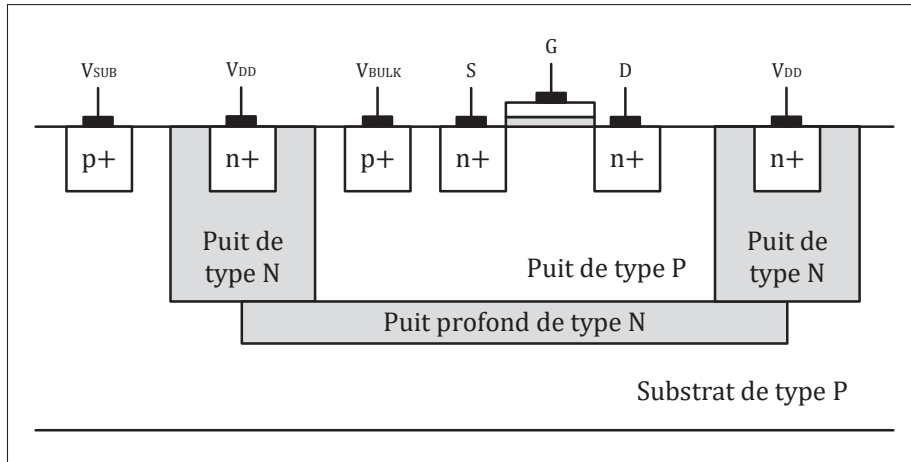 G
VSUB
VDD
VBULK
S
D
VDD
p+
n+
p+
n+
n+
n+
Puit de
type N
Puit de type P
Puit de
type N
Puit profond de type N
Substrat de type P